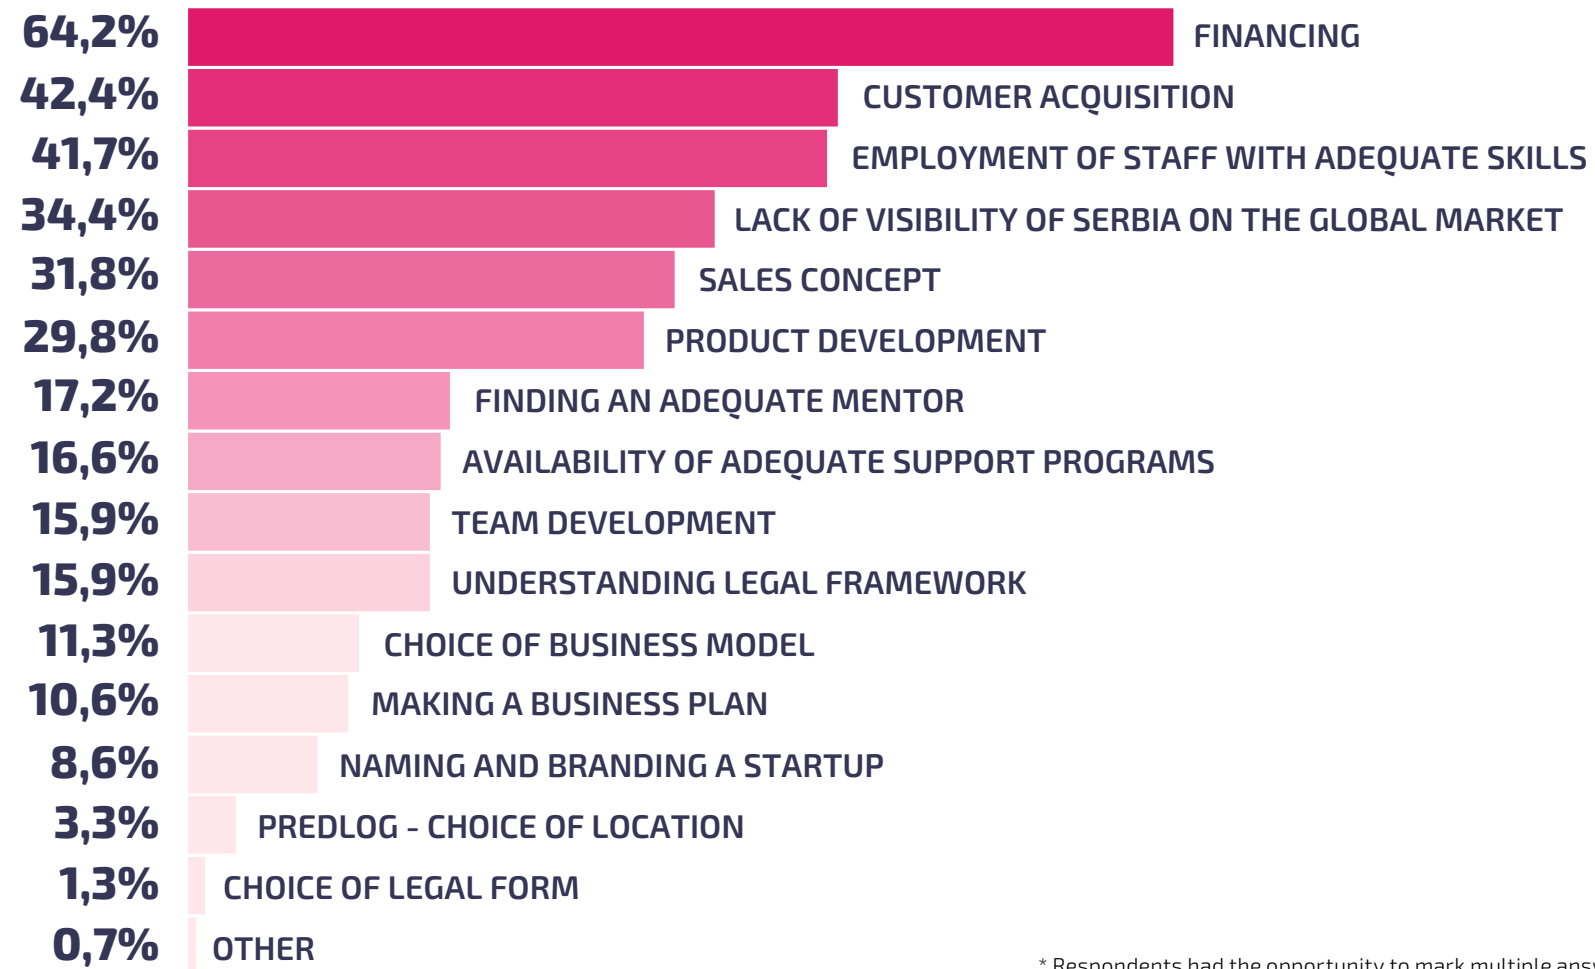 64,2% FINANCING
42,4% CUSTOMER ACQUISITION
41,7% EMPLOYMENT OF STAFF WITH ADEQUATE SKILLS
34,4% LACK OF VISIBILITY OF SERBIA ON THE GLOBAL MARKET
31,8% SALES CONCEPT
29,8% PRODUCT DEVELOPMENT
17,2% FINDING AN ADEQUATE MENTOR
16,6% AVAILABILITY OF ADEQUATE SUPPORT PROGRAMS
15,9% TEAM DEVELOPMENT
15,9% UNDERSTANDING LEGAL FRAMEWORK
11,3% CHOICE OF BUSINESS MODEL
10,6% MAKING A BUSINESS PLAN
8,6% NAMING AND BRANDING A STARTUP
3,3% PREDLOG - CHOICE OF LOCATION
1,3% CHOICE OF LEGAL FORM
0,7% OTHER
* Respondents had the opportunity to mark multiple